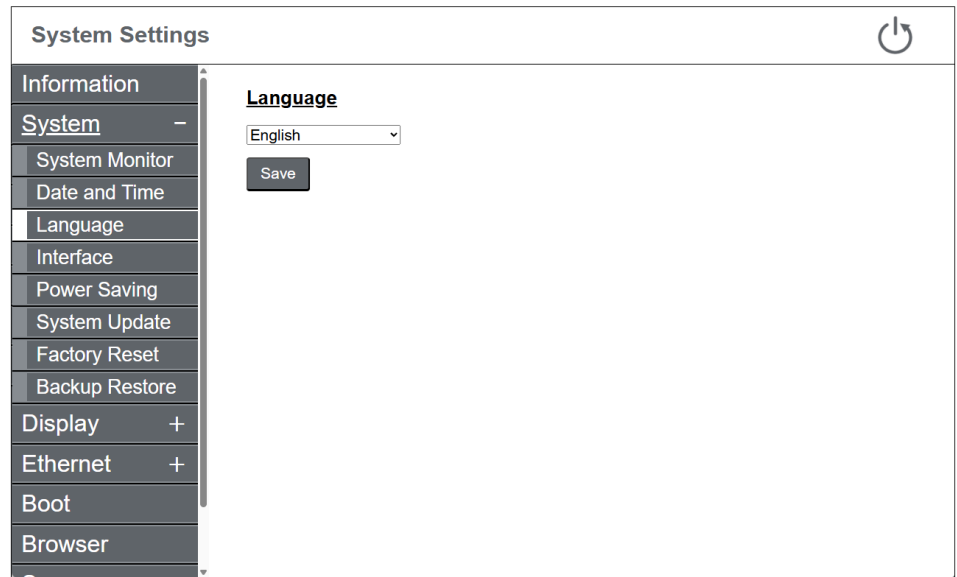 System Settings
Information
System −
System Monitor
Date and Time
Language
Interface
Power Saving
System Update
Factory Reset
Backup Restore
Display +
Ethernet +
Boot
Browser
Language
English
Save